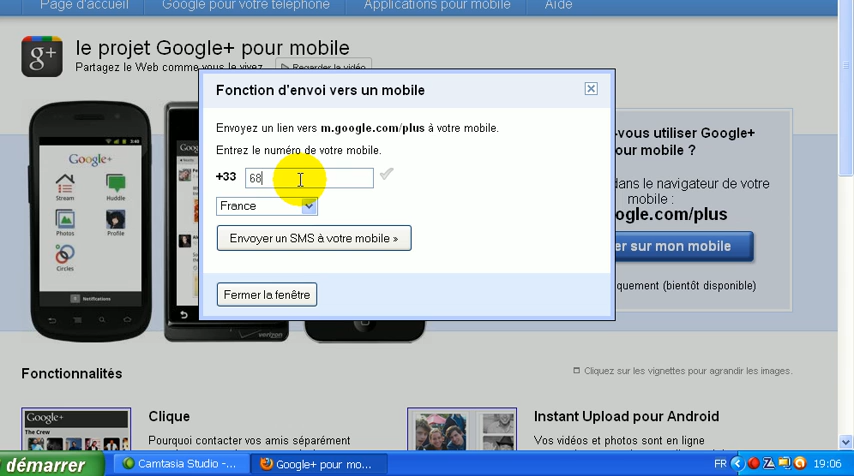 Page d'accueil Google pour votre téléphone Applications pour mobile Aide
le projet Google+ pour mobile
Partagez le Web comme vous le vivez. Regarder la vidéo
Fonction d'envoi vers un mobile
Envoyez un lien vers m.google.com/plus à votre mobile.
Entrez le numéro de votre mobile.
+33 68
France
Envoyer un SMS à votre mobile »
Fermer la fenêtre
-vous utiliser Google+
pour mobile ?
dans le navigateur de votre
mobile :
ogle.com/plus
er sur mon mobile
quement (bientôt disponible)
Google+
Stream Huddle
Photos Profile
Circles
Notifications
verizon
Fonctionnalités
Cliquez sur les vignettes pour agrandir les images.
Google+
The Crew
Clique
Pourquoi contacter vos amis séparément
Instant Upload pour Android
Vos vidéos et photos sont en ligne
démarrer Camtasia Studio - ... Google+ pour mo... FR 19:06